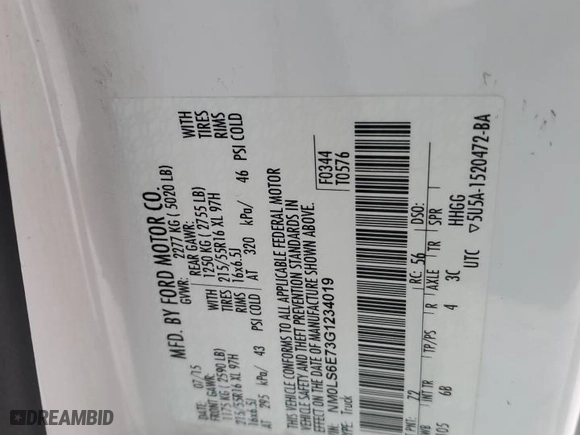 MFD. BY FORD MOTOR CO.
DATE: 07/15 GVWR: 2277 KG ( 5020 LB)
FRONT GAWR: REAR GAWR:
1175 KG ( 2590 LB) WITH 1250 KG ( 2755 LB) WITH
215/55R16 XL 97H TIRES 215/55R16 XL 97H TIRES
16x6.5J RIMS 16x6.5J RIMS
AT 295 kPa/ 43 PSI COLD AT 320 kPa/ 46 PSI COLD
THIS VEHICLE CONFORMS TO ALL APPLICABLE FEDERAL MOTOR
VEHICLE SAFETY AND THEFT PREVENTION STANDARDS IN
EFFECT ON THE DATE OF MANUFACTURE SHOWN ABOVE.
VIN: NM0LS6E73G1234019 F0344
TYPE: Truck T0576
EXT PNT: Z2 RC: 56 DSO:
WB INT TR TP/PS R AXLE TR SPR
105 6B 4 3C HHGG
UTC ▽5U5A-1520472-BA
DREAMBID